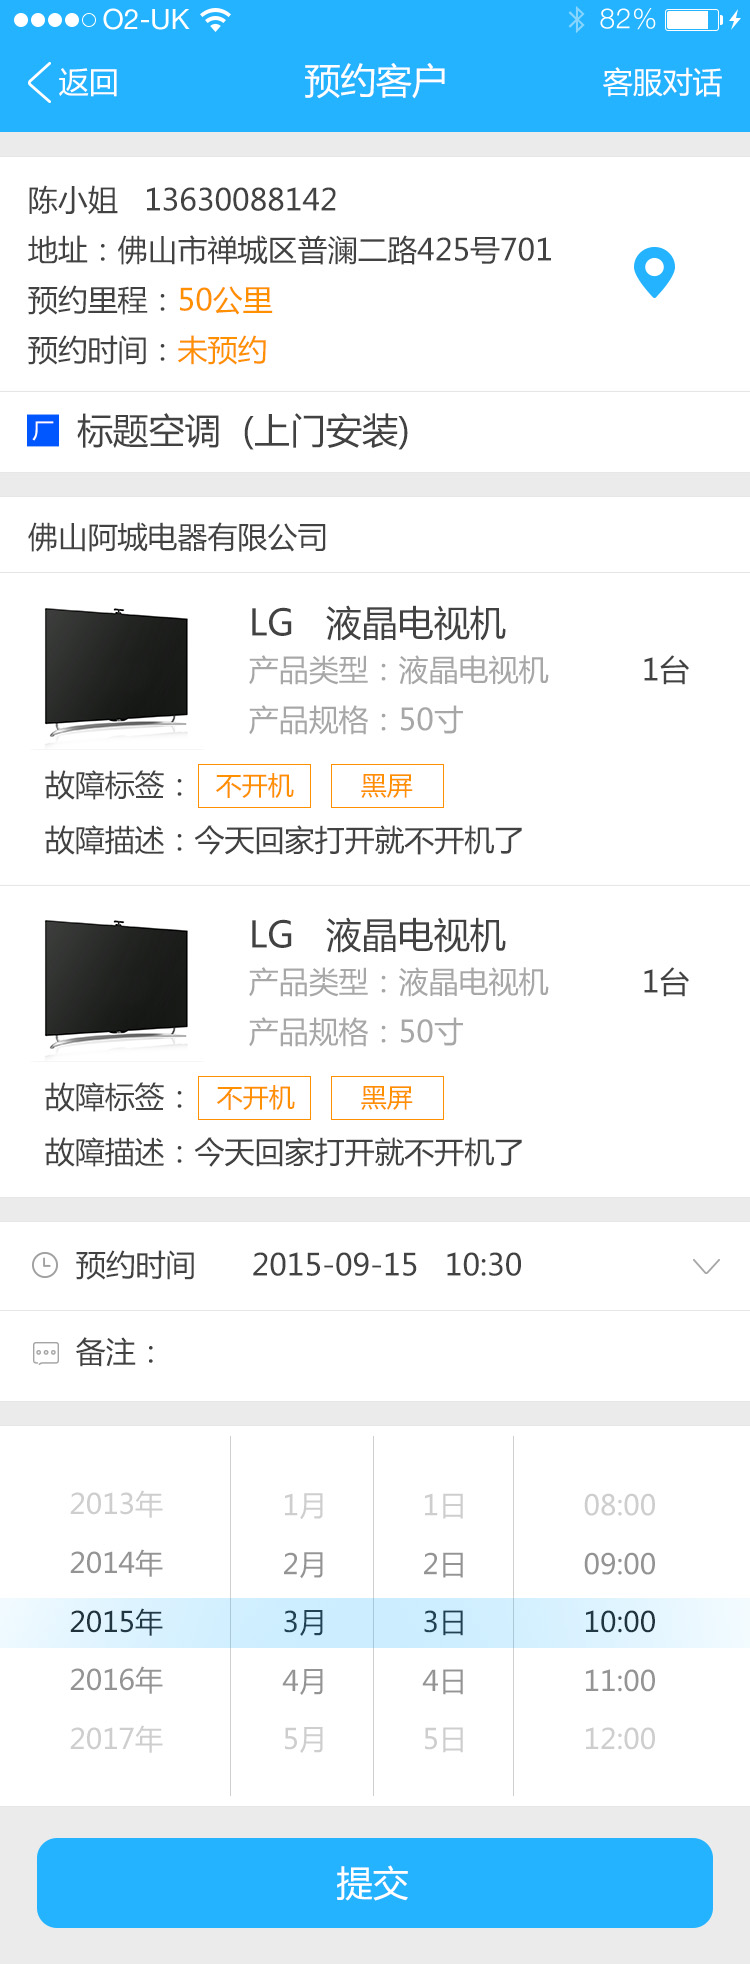 O2-UK 82%
返回 预约客户 客服对话
陈小姐 13630088142
地址：佛山市禅城区普澜二路425号701
预约里程：50公里
预约时间：未预约
厂 标题空调 (上门安装)
佛山阿城电器有限公司
LG 液晶电视机
产品类型：液晶电视机 1台
产品规格：50寸
故障标签： 不开机 黑屏
故障描述：今天回家打开就不开机了
LG 液晶电视机
产品类型：液晶电视机 1台
产品规格：50寸
故障标签： 不开机 黑屏
故障描述：今天回家打开就不开机了
预约时间 2015-09-15 10:30
备注：
2013年 1月 1日 08:00
2014年 2月 2日 09:00
2015年 3月 3日 10:00
2016年 4月 4日 11:00
2017年 5月 5日 12:00
提交